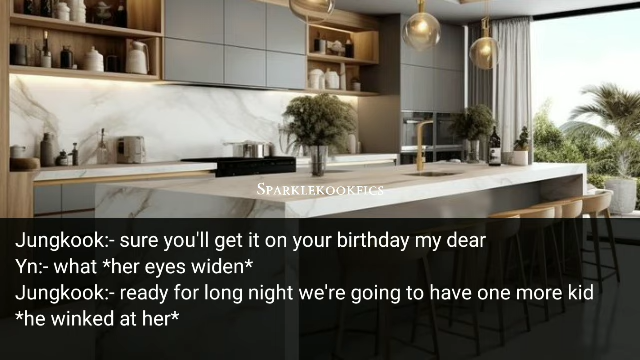 SPARKLEKOOKFICS
Jungkook:- sure you'll get it on your birthday my dear
Yn:- what *her eyes widen*
Jungkook:- ready for long night we're going to have one more kid
*he winked at her*